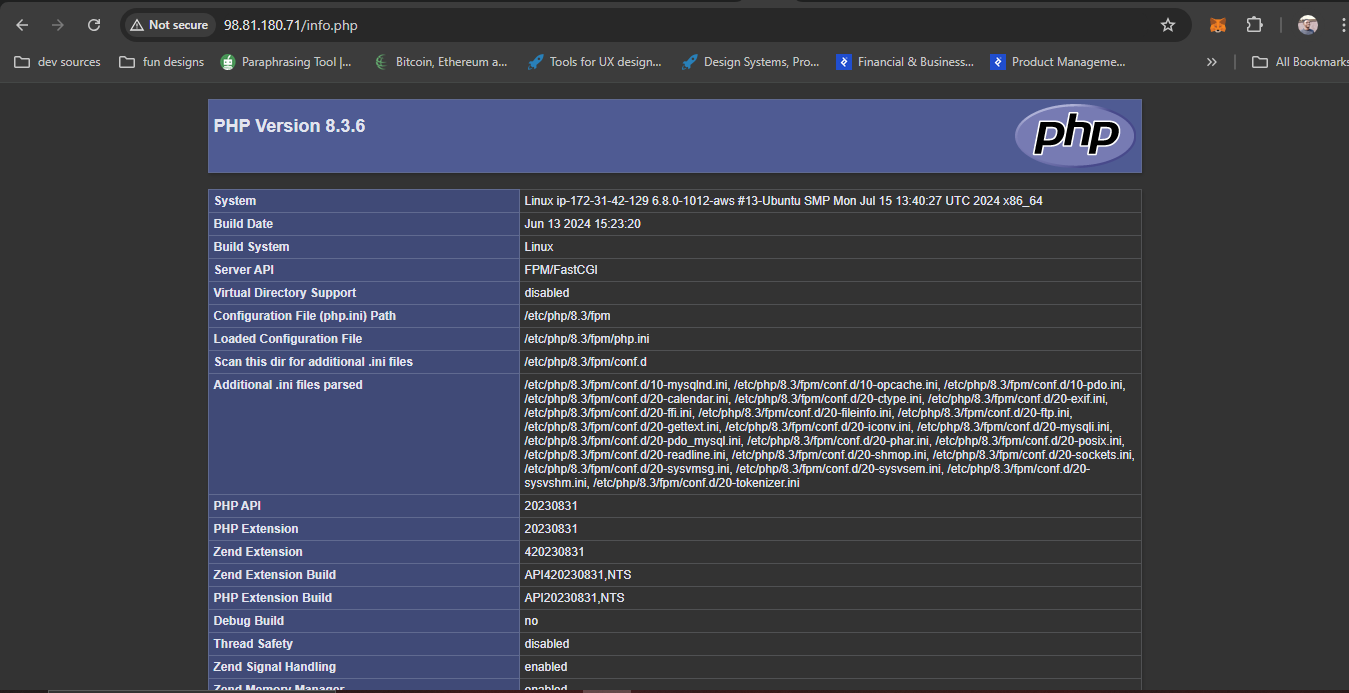 Not secure 98.81.180.71/info.php
dev sources fun designs Paraphrasing Tool |... Bitcoin, Ethereum a... Tools for UX design... Design Systems, Pro... Financial & Business... Product Manageme... » All Bookmarks
PHP Version 8.3.6
php
System Linux ip-172-31-42-129 6.8.0-1012-aws #13-Ubuntu SMP Mon Jul 15 13:40:27 UTC 2024 x86_64
Build Date Jun 13 2024 15:23:20
Build System Linux
Server API FPM/FastCGI
Virtual Directory Support disabled
Configuration File (php.ini) Path /etc/php/8.3/fpm
Loaded Configuration File /etc/php/8.3/fpm/php.ini
Scan this dir for additional .ini files /etc/php/8.3/fpm/conf.d
Additional .ini files parsed /etc/php/8.3/fpm/conf.d/10-mysqlnd.ini, /etc/php/8.3/fpm/conf.d/10-opcache.ini, /etc/php/8.3/fpm/conf.d/10-pdo.ini,
/etc/php/8.3/fpm/conf.d/20-calendar.ini, /etc/php/8.3/fpm/conf.d/20-ctype.ini, /etc/php/8.3/fpm/conf.d/20-exif.ini,
/etc/php/8.3/fpm/conf.d/20-ffi.ini, /etc/php/8.3/fpm/conf.d/20-fileinfo.ini, /etc/php/8.3/fpm/conf.d/20-ftp.ini,
/etc/php/8.3/fpm/conf.d/20-gettext.ini, /etc/php/8.3/fpm/conf.d/20-iconv.ini, /etc/php/8.3/fpm/conf.d/20-mysqli.ini,
/etc/php/8.3/fpm/conf.d/20-pdo_mysql.ini, /etc/php/8.3/fpm/conf.d/20-phar.ini, /etc/php/8.3/fpm/conf.d/20-posix.ini,
/etc/php/8.3/fpm/conf.d/20-readline.ini, /etc/php/8.3/fpm/conf.d/20-shmop.ini, /etc/php/8.3/fpm/conf.d/20-sockets.ini,
/etc/php/8.3/fpm/conf.d/20-sysvmsg.ini, /etc/php/8.3/fpm/conf.d/20-sysvsem.ini, /etc/php/8.3/fpm/conf.d/20-
sysvshm.ini, /etc/php/8.3/fpm/conf.d/20-tokenizer.ini
PHP API 20230831
PHP Extension 20230831
Zend Extension 420230831
Zend Extension Build API420230831,NTS
PHP Extension Build API20230831,NTS
Debug Build no
Thread Safety disabled
Zend Signal Handling enabled
Zend Memory Manager enabled